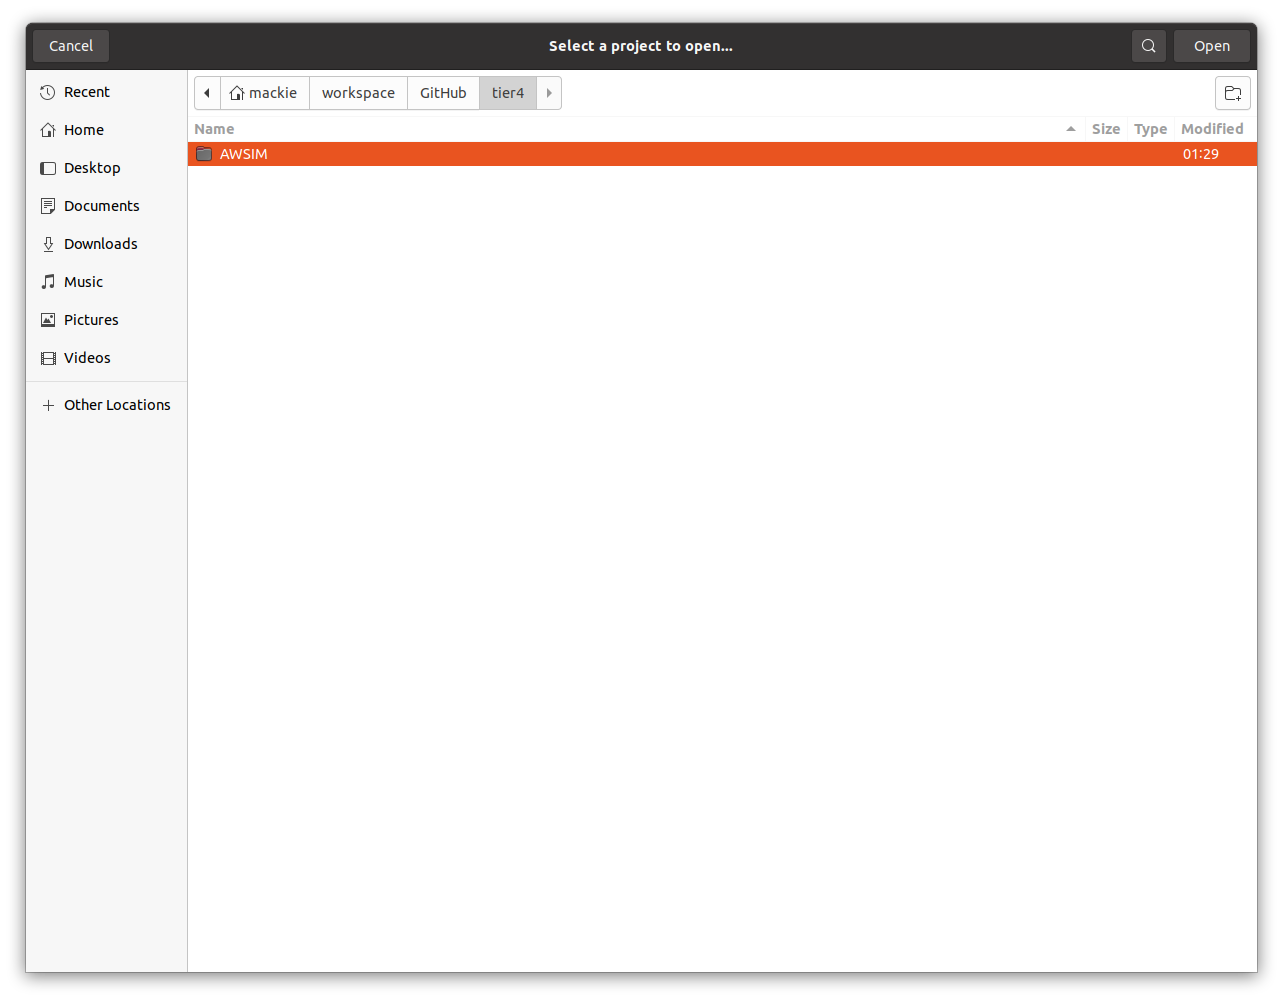 Cancel Select a project to open... Open
Recent
Home
Desktop
Documents
Downloads
Music
Pictures
Videos
Other Locations
mackie workspace GitHub tier4
Name Size Type Modified
AWSIM 01:29